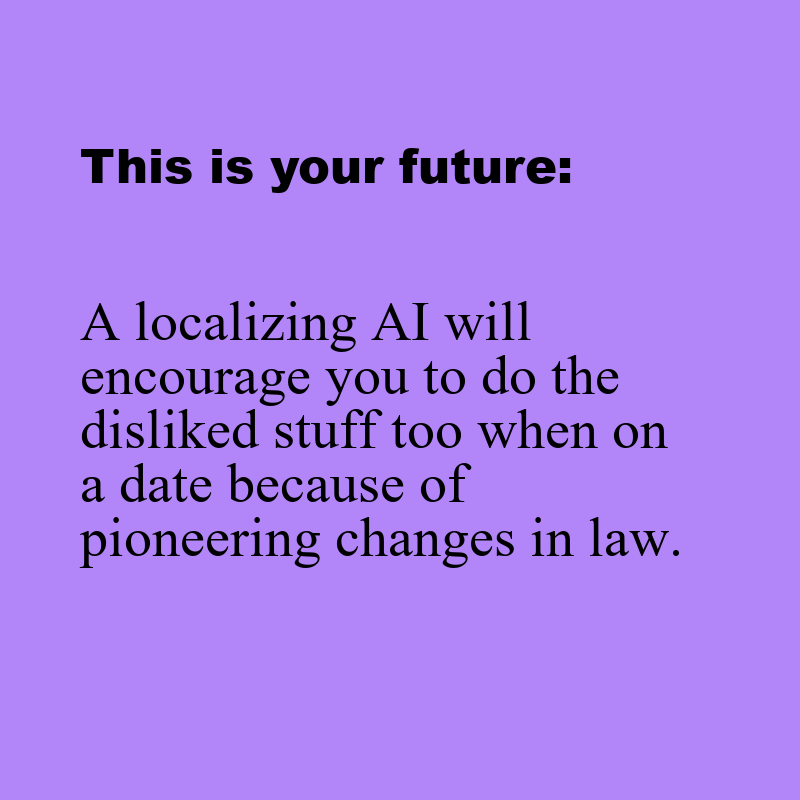 This is your future:
A localizing AI will
encourage you to do the
disliked stuff too when on
a date because of
pioneering changes in law.